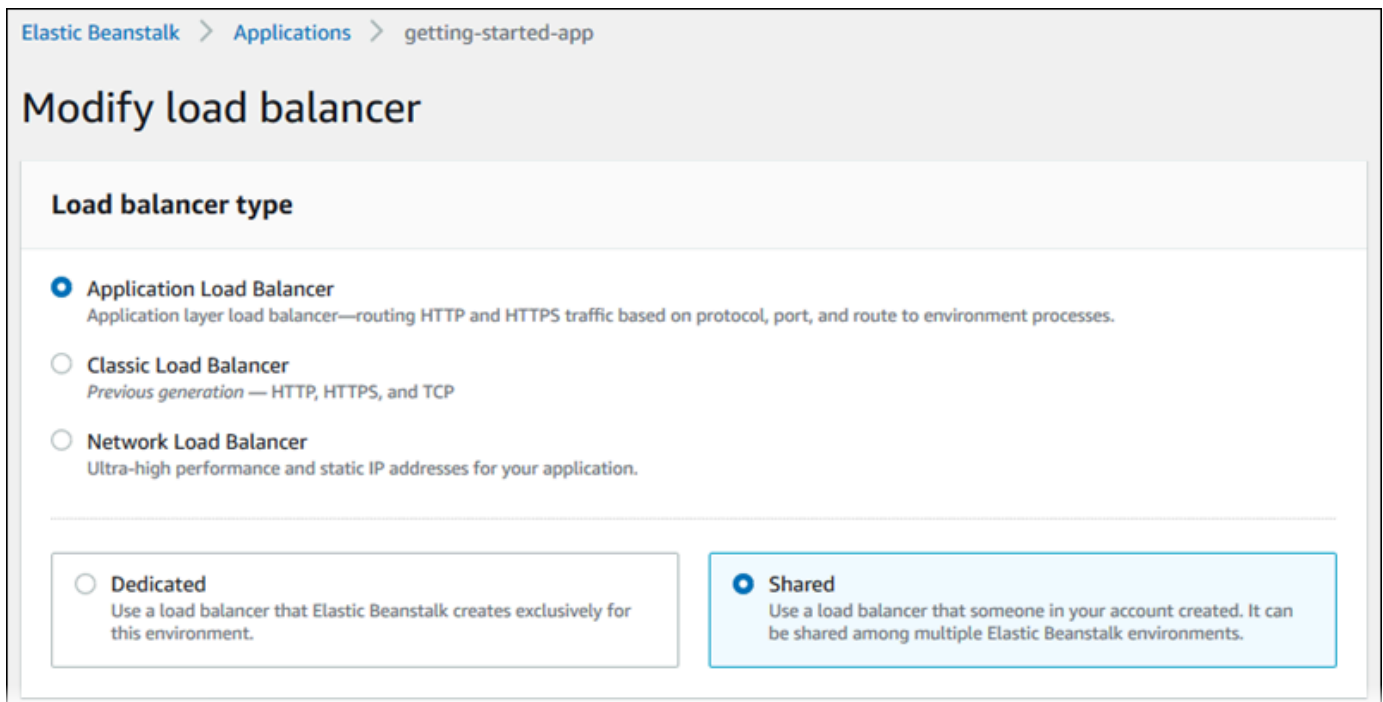 Elastic Beanstalk > Applications > getting-started-app
Modify load balancer
Load balancer type
Application Load Balancer
Application layer load balancer—routing HTTP and HTTPS traffic based on protocol, port, and route to environment processes.
Classic Load Balancer
Previous generation — HTTP, HTTPS, and TCP
Network Load Balancer
Ultra-high performance and static IP addresses for your application.
Dedicated
Use a load balancer that Elastic Beanstalk creates exclusively for
this environment.
Shared
Use a load balancer that someone in your account created. It can
be shared among multiple Elastic Beanstalk environments.